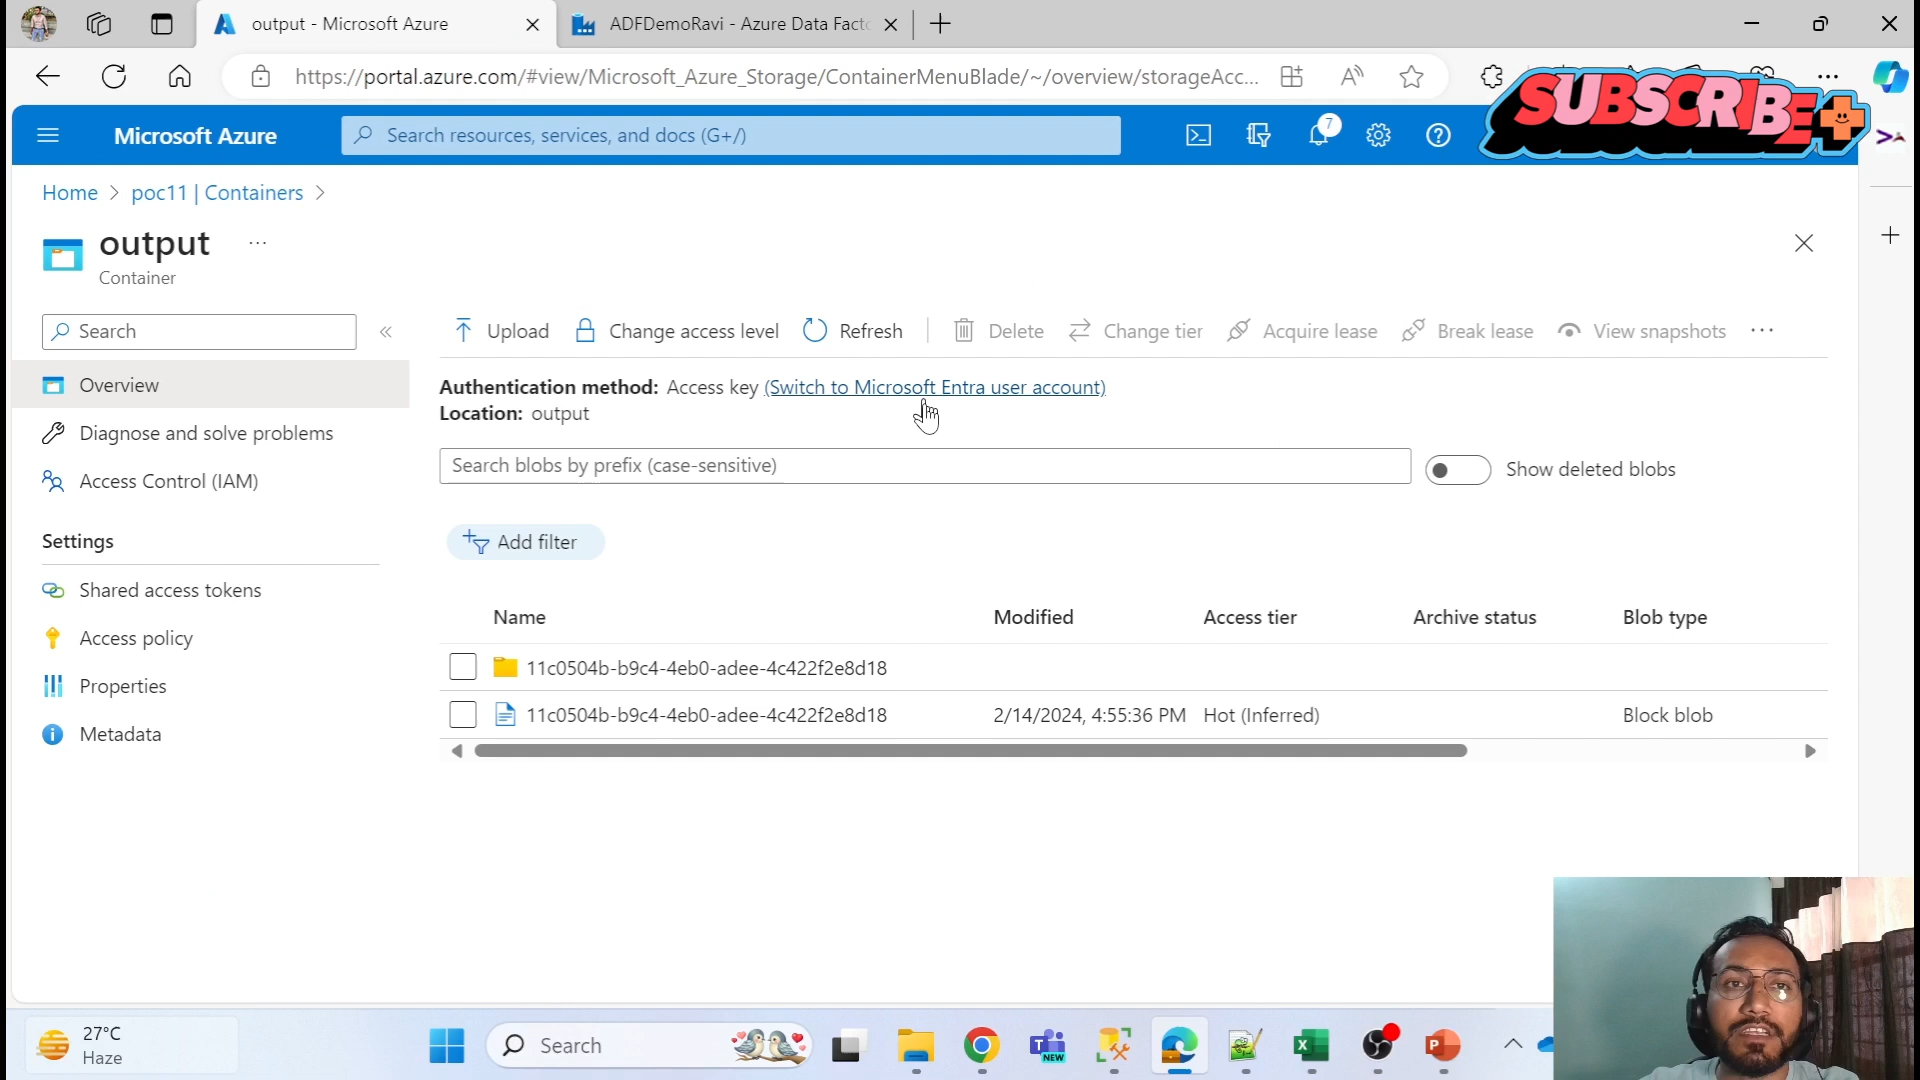 output - Microsoft Azure
ADFDemoRavi - Azure Data Facto
https://portal.azure.com/#view/Microsoft_Azure_Storage/ContainerMenuBlade/~/overview/storageAcc...
SUBSCRIBE
Microsoft Azure
Search resources, services, and docs (G+/)
7
Home > poc11 | Containers >
output ...
Container
Search
Upload Change access level Refresh Delete Change tier Acquire lease Break lease View snapshots ...
Overview
Authentication method: Access key (Switch to Microsoft Entra user account)
Location: output
Diagnose and solve problems
Search blobs by prefix (case-sensitive)
Show deleted blobs
Access Control (IAM)
Add filter
Settings
Shared access tokens
Access policy
Properties
Metadata
Name Modified Access tier Archive status Blob type
11c0504b-b9c4-4eb0-adee-4c422f2e8d18
11c0504b-b9c4-4eb0-adee-4c422f2e8d18 2/14/2024, 4:55:36 PM Hot (Inferred) Block blob
27°C
Haze
Search
T
NEW
X
P